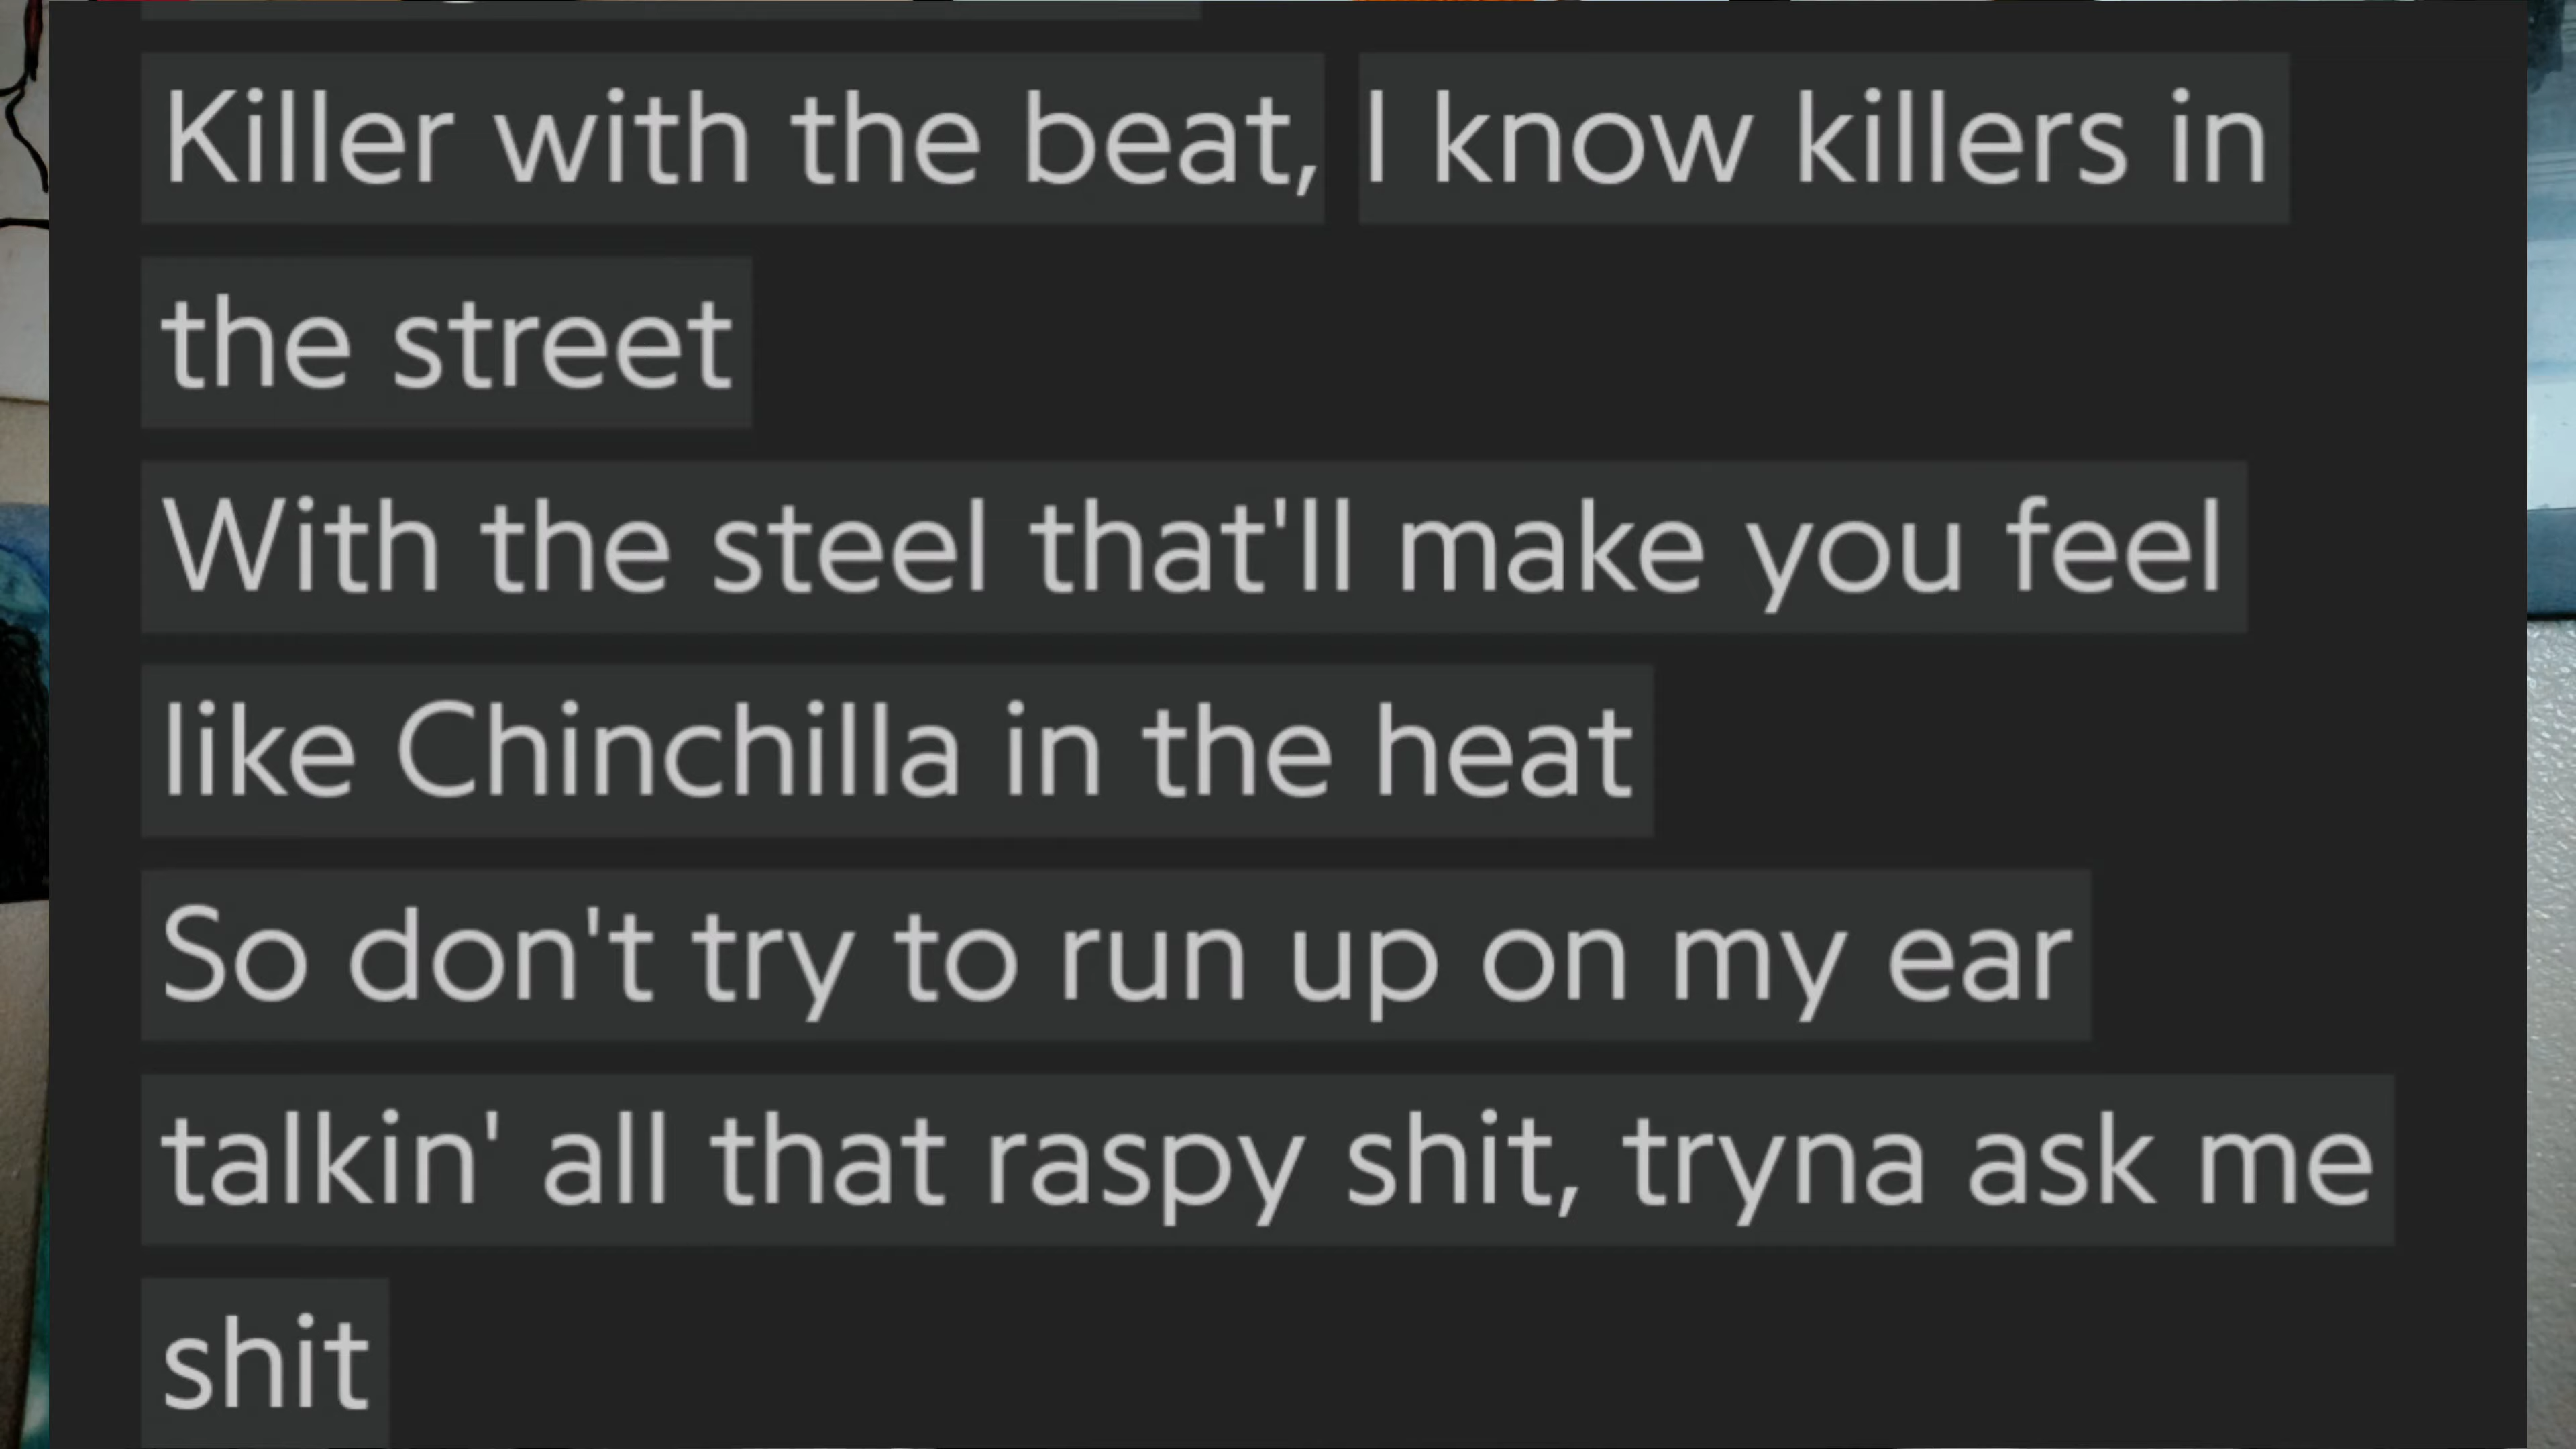 Killer with the beat, I know killers in
the street
With the steel that'll make you feel
like Chinchilla in the heat
So don't try to run up on my ear
talkin' all that raspy shit, tryna ask me
shit